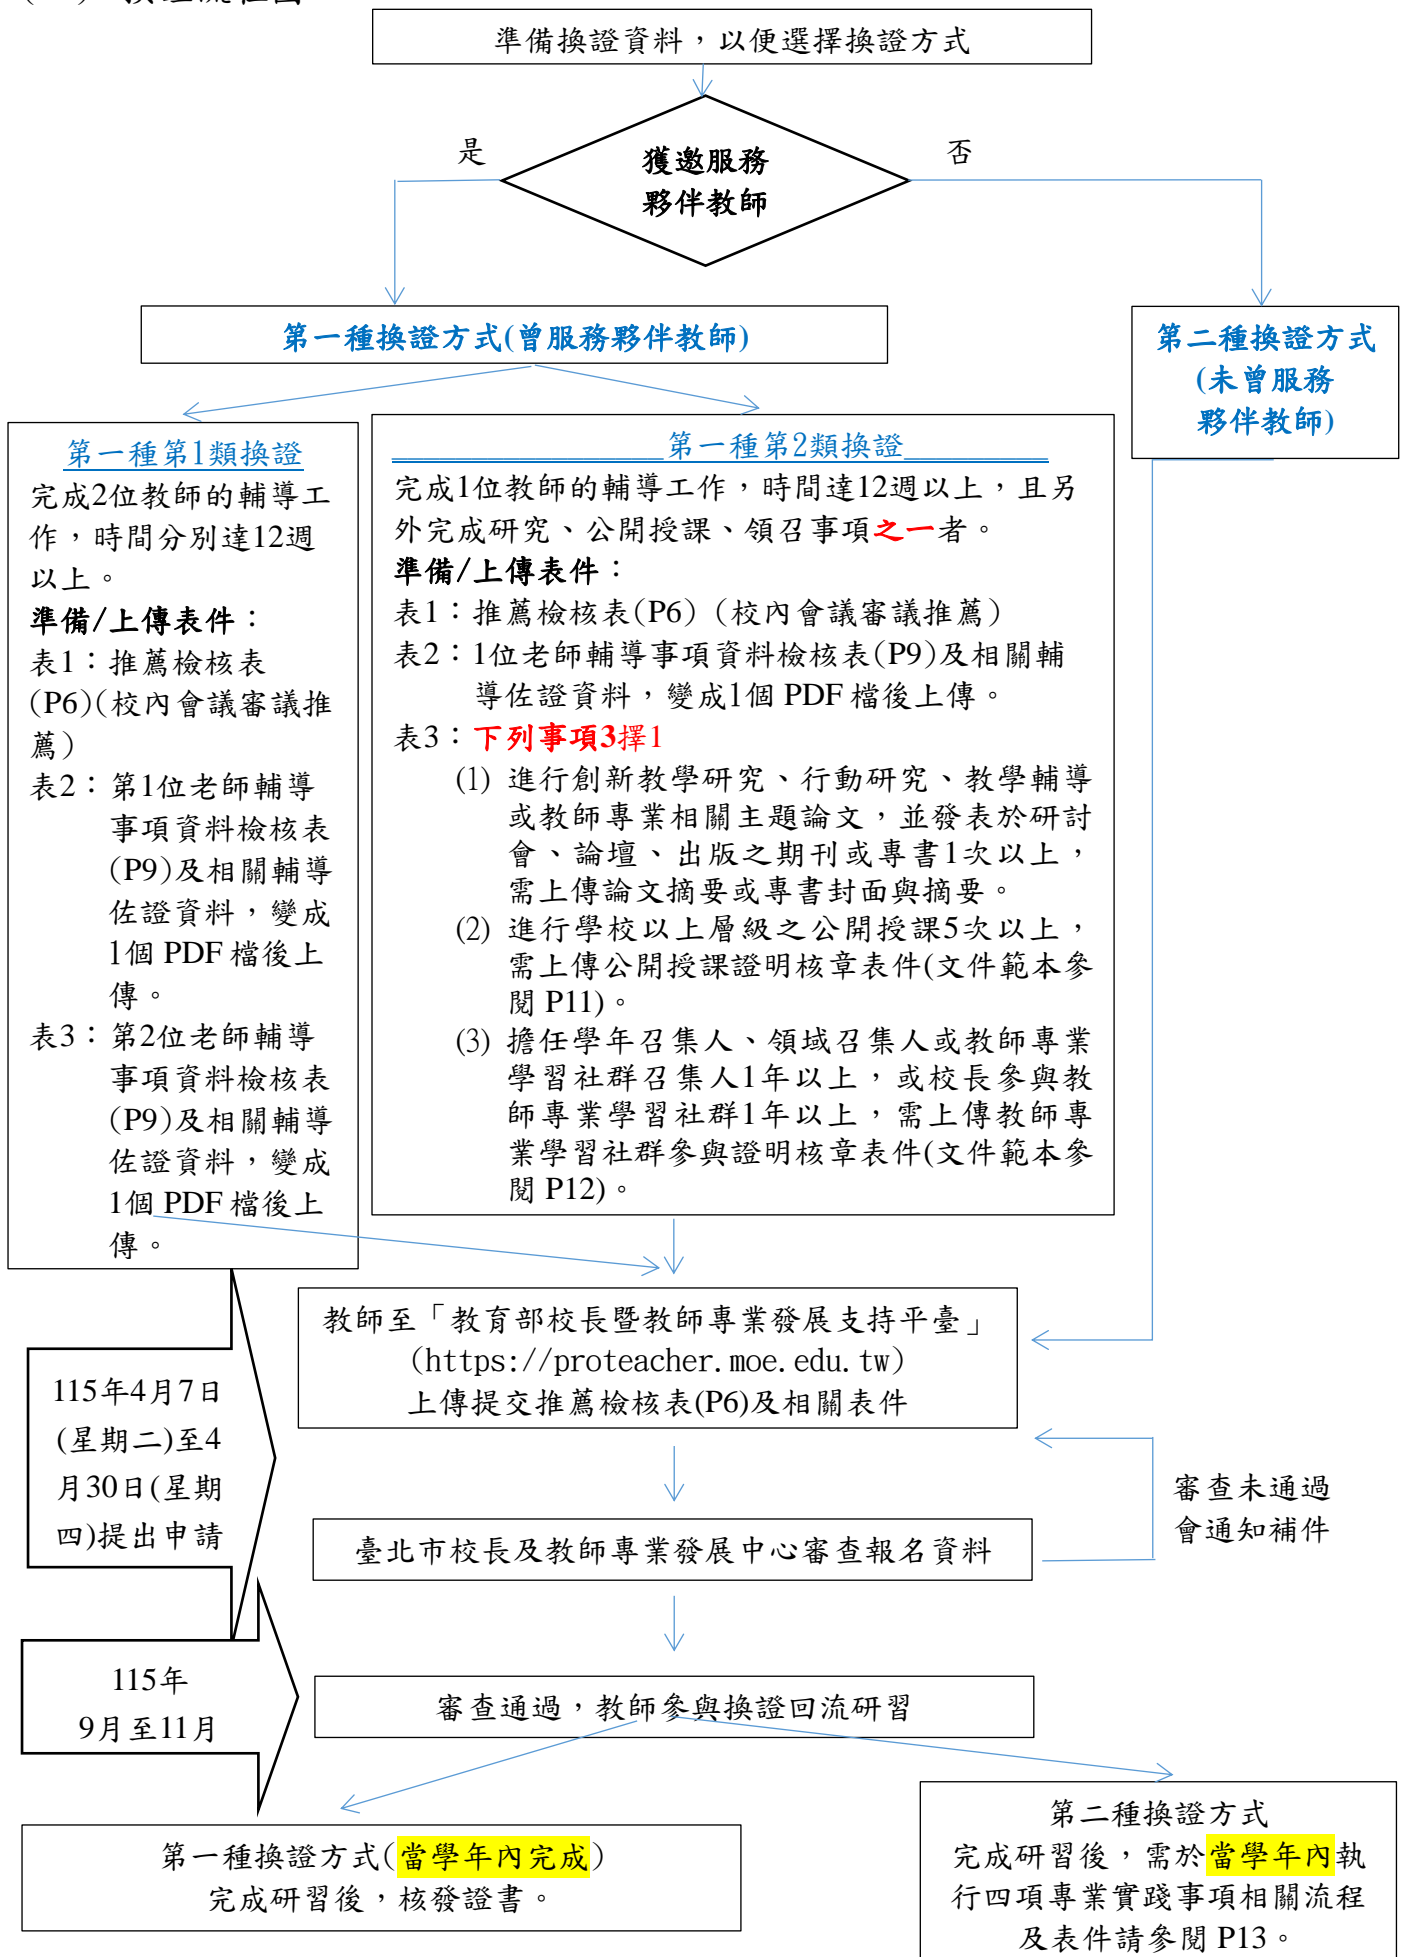 準備換證資料，以便選擇換證方式
是
獲邀服務
夥伴教師
否
第一種換證方式(曾服務夥伴教師)
第二種換證方式
(未曾服務
夥伴教師)
第一種第1類換證
完成2位教師的輔導工
作，時間分別達12週
以上。
準備/上傳表件：
表1：推薦檢核表
(P6)(校內會議審議推
薦)
表2：第1位老師輔導
事項資料檢核表
(P9)及相關輔導
佐證資料，變成
1個 PDF 檔後上
傳。
表3：第2位老師輔導
事項資料檢核表
(P9)及相關輔導
佐證資料，變成
1個 PDF 檔後上
傳。
第一種第2類換證
完成1位教師的輔導工作，時間達12週以上，且另
外完成研究、公開授課、領召事項之一者。
準備/上傳表件：
表1：推薦檢核表(P6)（校內會議審議推薦）
表2：1位老師輔導事項資料檢核表(P9)及相關輔
導佐證資料，變成1個 PDF 檔後上傳。
表3：下列事項3擇1
(1) 進行創新教學研究、行動研究、教學輔導
或教師專業相關主題論文，並發表於研討
會、論壇、出版之期刊或專書1次以上，
需上傳論文摘要或專書封面與摘要。
(2) 進行學校以上層級之公開授課5次以上，
需上傳公開授課證明核章表件(文件範本參
閱 P11)。
(3) 擔任學年召集人、領域召集人或教師專業
學習社群召集人1年以上，或校長參與教
師專業學習社群1年以上，需上傳教師專
業學習社群參與證明核章表件(文件範本參
閱 P12)。
教師至「教育部校長暨教師專業發展支持平臺」
(https://proteacher.moe.edu.tw)
上傳提交推薦檢核表(P6)及相關表件
115年4月7日
(星期二)至4
月30日(星期
四)提出申請
審查未通過
會通知補件
臺北市校長及教師專業發展中心審查報名資料
115年
9月至11月
審查通過，教師參與換證回流研習
第一種換證方式(當學年內完成)
完成研習後，核發證書。
第二種換證方式
完成研習後，需於當學年內執
行四項專業實踐事項相關流程
及表件請參閱 P13。